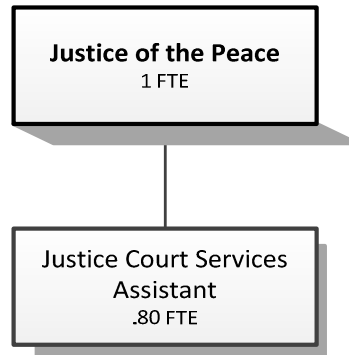 Justice of the Peace
1 FTE
Justice Court Services
Assistant
.80 FTE